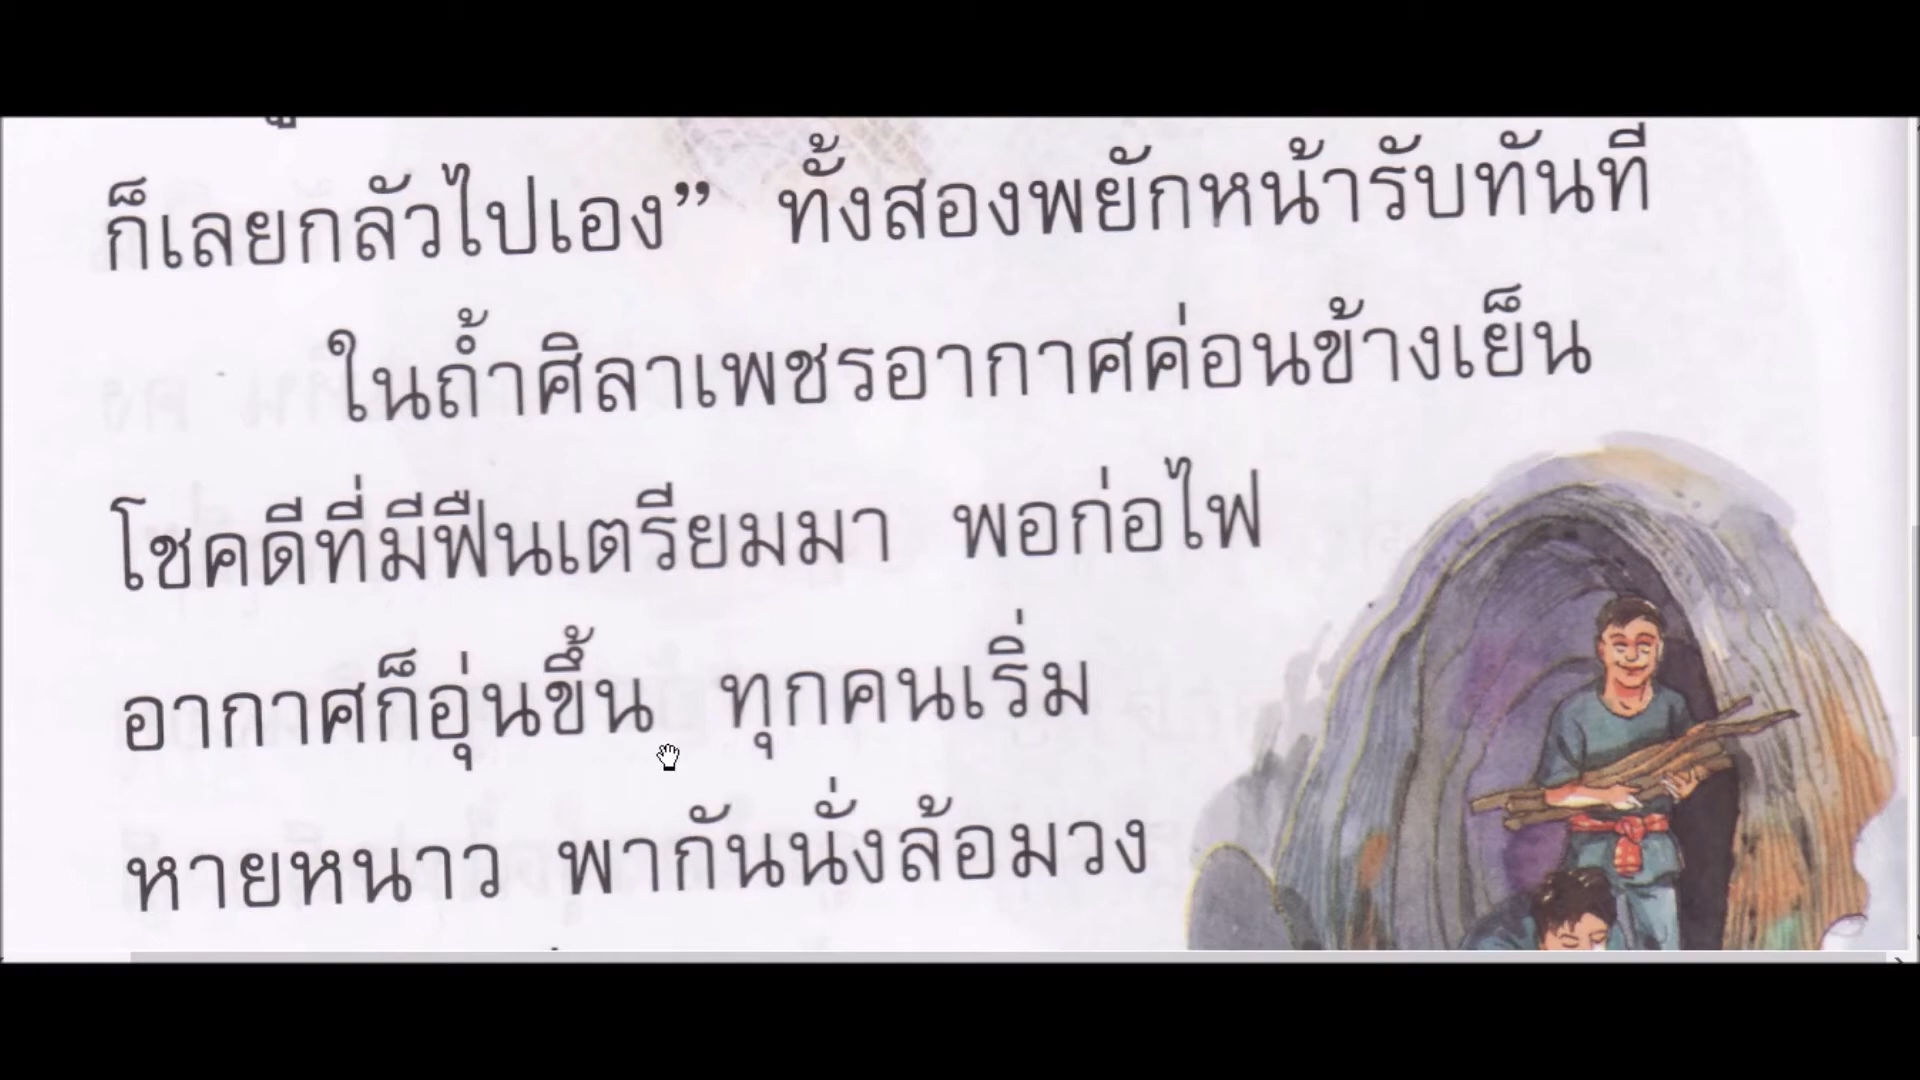 ก็เลยกลัวไปเอง” ทั้งสองพยักหน้ารับทันที
ในถ้ำศิลาเพชรอากาศค่อนข้างเย็น
โชคดีที่มีฟืนเตรียมมา พอก่อไฟ
อากาศก็อุ่นขึ้น ทุกคนเริ่ม
หายหนาว พากันนั่งล้อมวง